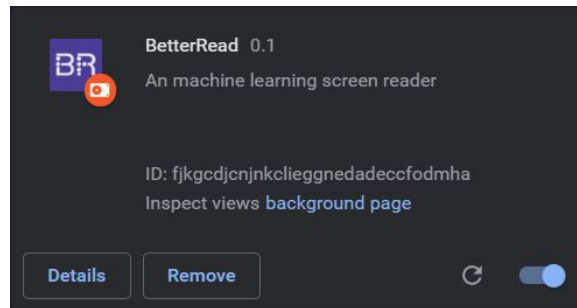 BR
BetterRead 0.1
An machine learning screen reader
ID: fjkgcdjcnjnkclieggnedadeccfodmha
Inspect views background page
Details Remove